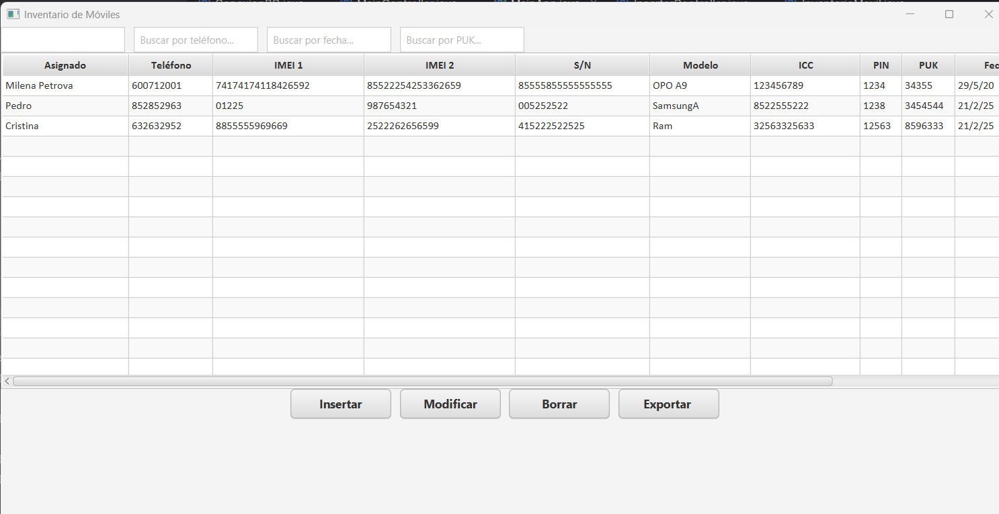 Inventario de Móviles
Buscar por teléfono... Buscar por fecha... Buscar por PUK...
Asignado Teléfono IMEI 1 IMEI 2 S/N Modelo ICC PIN PUK Fec
Milena Petrova 600712001 74174174118426592 85522254253362659 85555855555555555 OPO A9 123456789 1234 34355 29/5/20
Pedro 852852963 01225 987654321 005252522 SamsungA 8522555222 1238 3454544 21/2/25
Cristina 632632952 8855555969669 2522262656599 415222522525 Ram 32563325633 12563 8596333 21/2/25
Insertar Modificar Borrar Exportar